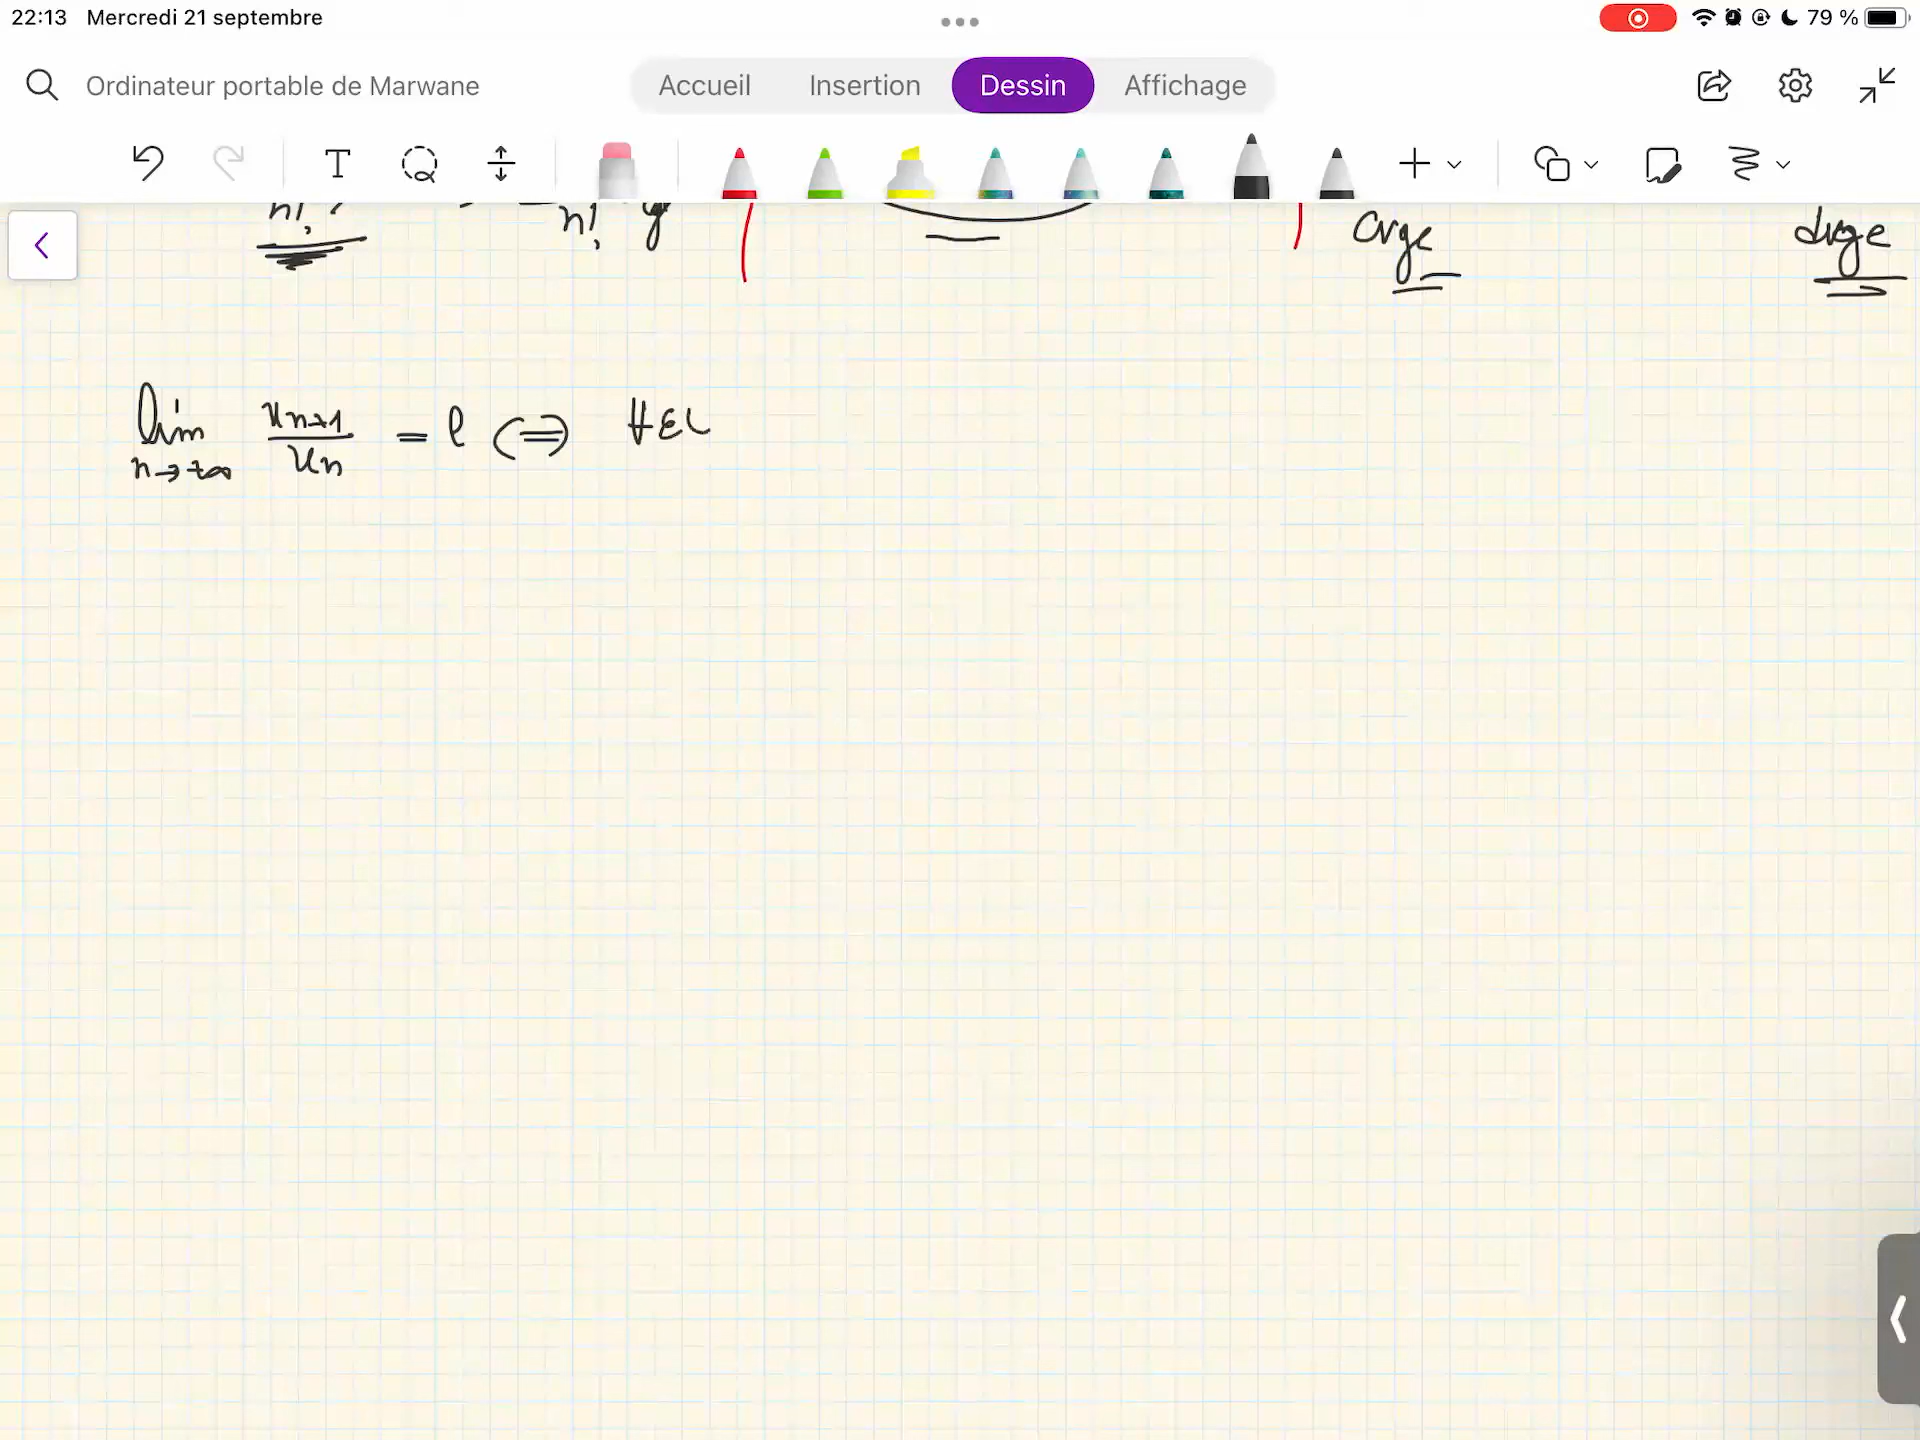 22:13 Mercredi 21 septembre 79 %
Ordinateur portable de Marwane Accueil Insertion Dessin Affichage
T
n! n! y cvge dvge
lim n→+∞ un+1/un = l ⟺ ∀ε